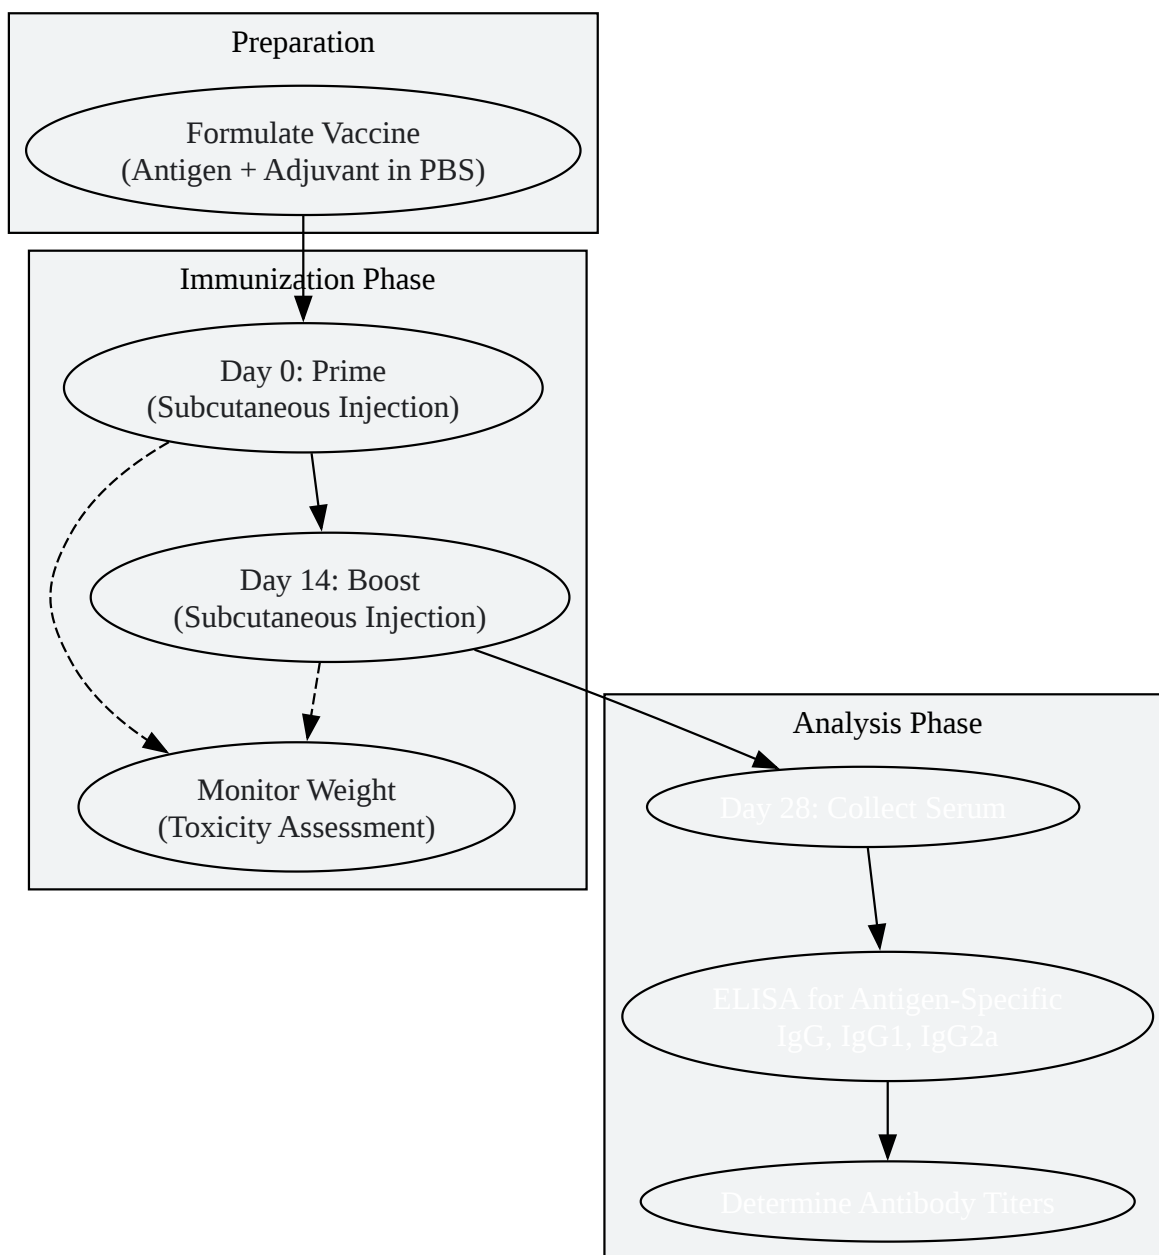 Preparation
Formulate Vaccine
(Antigen + Adjuvant in PBS)
Immunization Phase
Day 0: Prime
(Subcutaneous Injection)
Day 14: Boost
(Subcutaneous Injection)
Monitor Weight
(Toxicity Assessment)
Analysis Phase
Day 28: Collect Serum
ELISA for Antigen-Specific
IgG, IgG1, IgG2a
Determine Antibody Titers